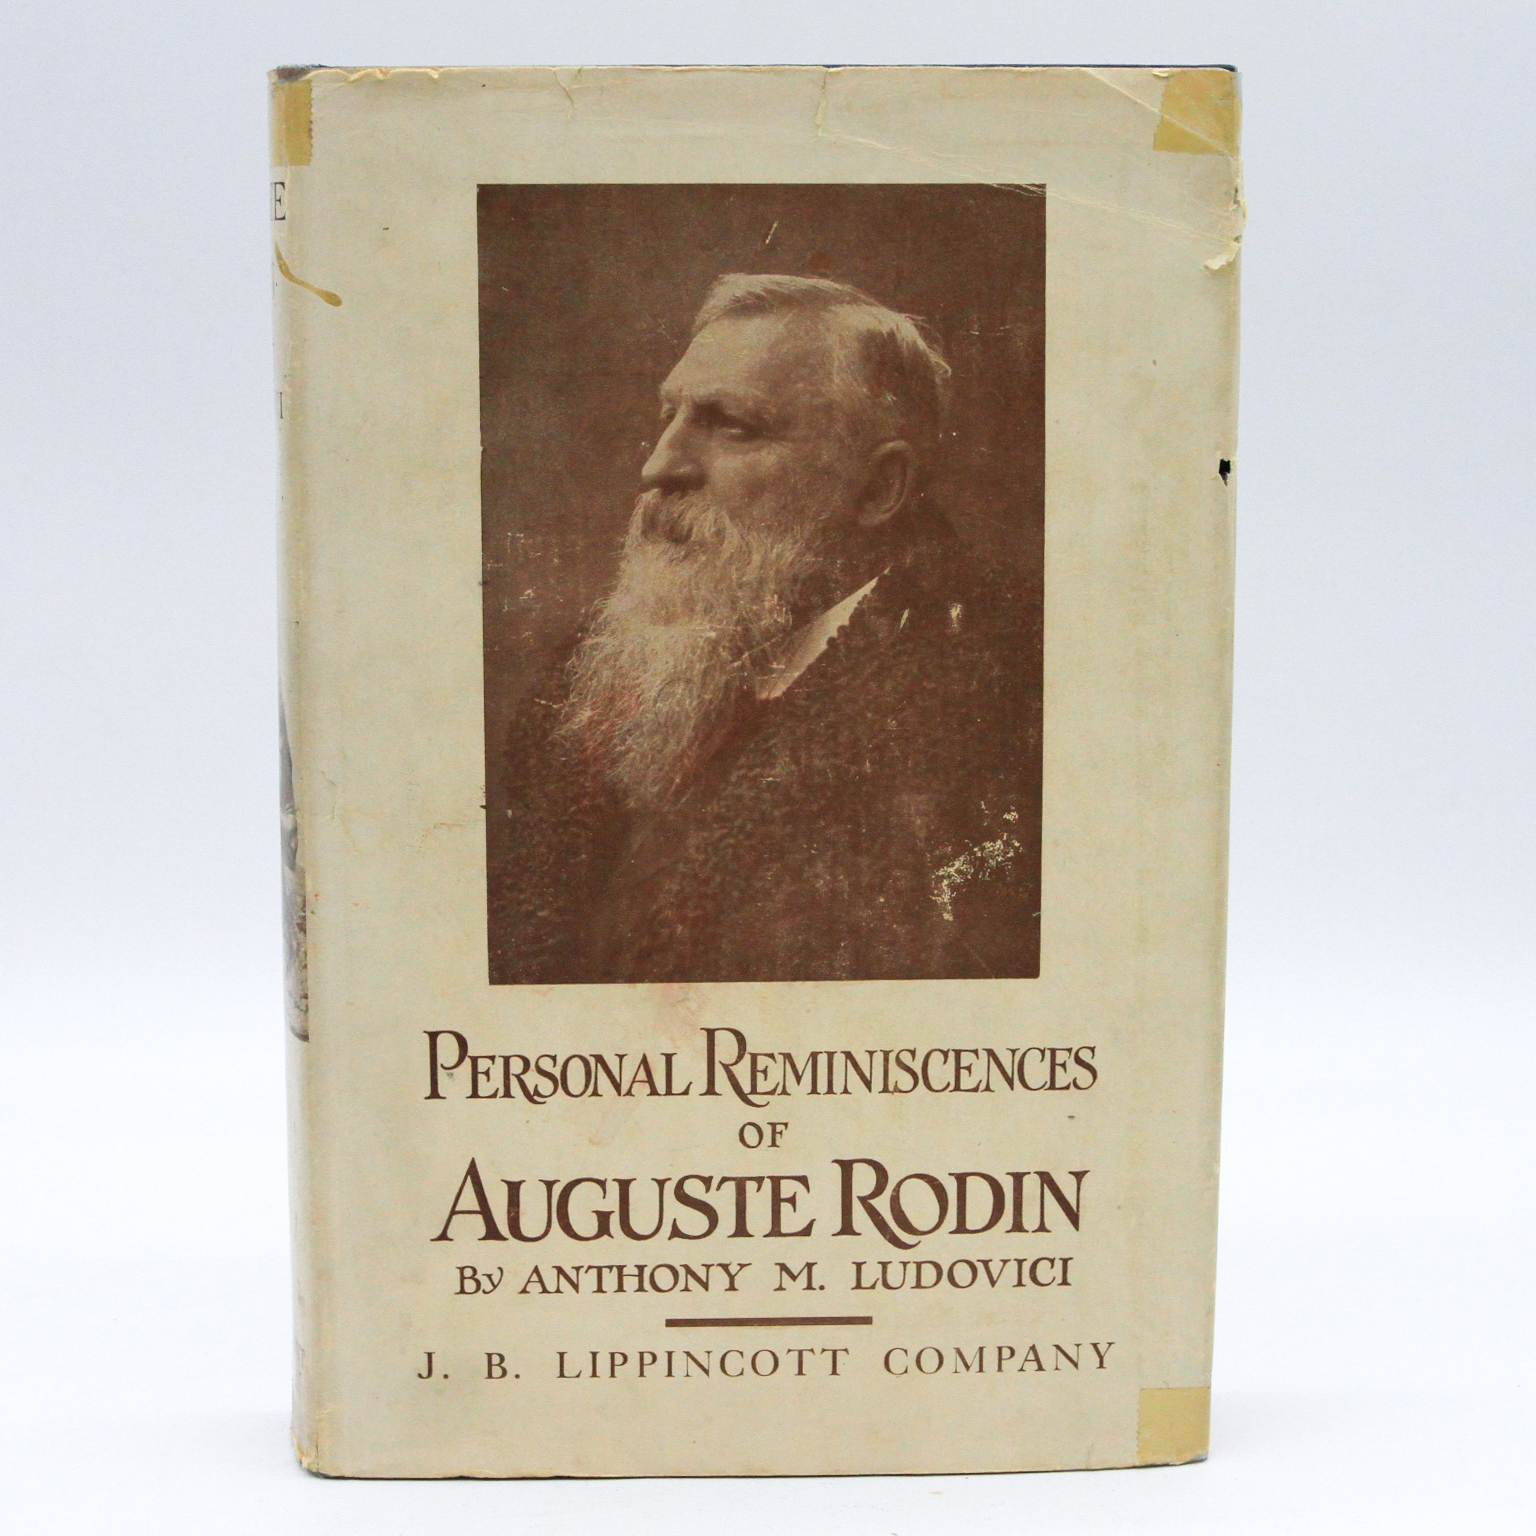 PERSONAL REMINISCENCES
OF
AUGUSTE RODIN
By ANTHONY M. LUDOVICI
J. B. LIPPINCOTT COMPANY